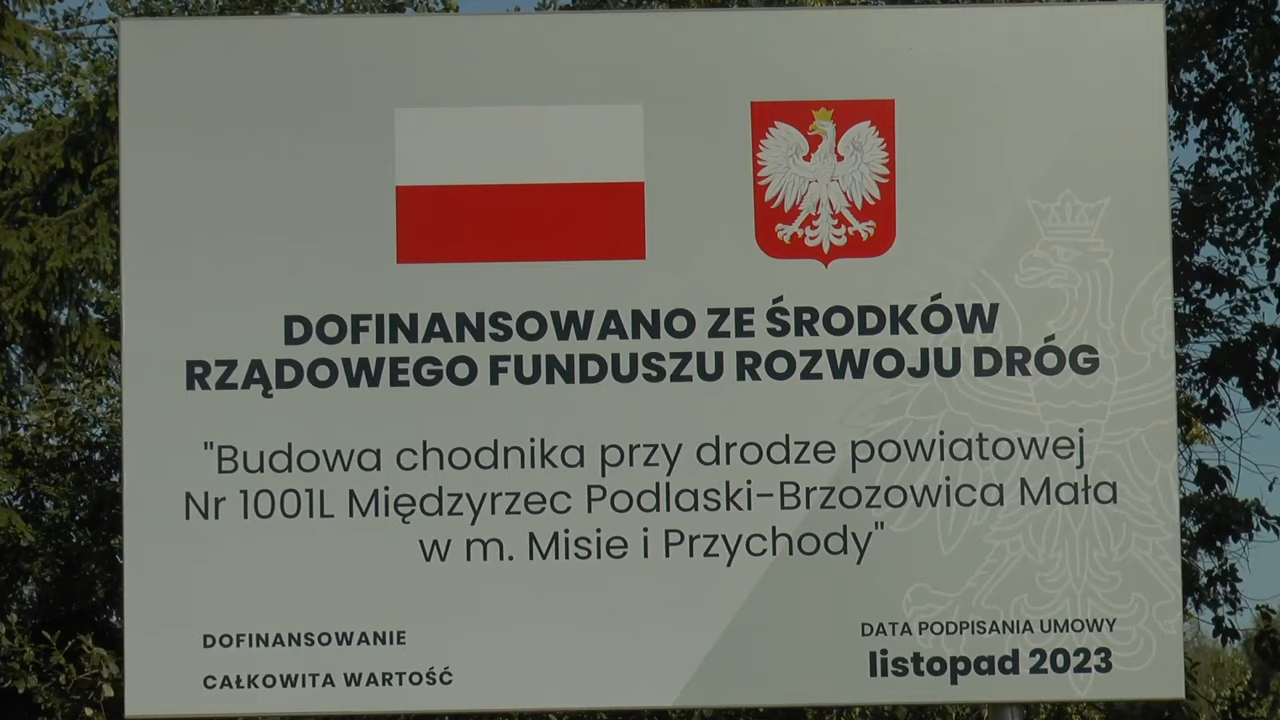 DOFINANSOWANO ZE ŚRODKÓW
RZĄDOWEGO FUNDUSZU ROZWOJU DRÓG
"Budowa chodnika przy drodze powiatowej
Nr 1001L Międzyrzec Podlaski-Brzozowica Mała
w m. Misie i Przychody"
DOFINANSOWANIE
CAŁKOWITA WARTOŚĆ
DATA PODPISANIA UMOWY
listopad 2023